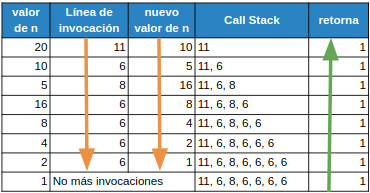 valor de n | Línea de invocación | nuevo valor de n | Call Stack | retorna
20 | 11 | 10 | 11 | 1
10 | 6 | 5 | 11, 6 | 1
5 | 8 | 16 | 11, 6, 8 | 1
16 | 6 | 8 | 11, 6, 8, 6 | 1
8 | 6 | 4 | 11, 6, 8, 6, 6 | 1
4 | 6 | 2 | 11, 6, 8, 6, 6, 6 | 1
2 | 6 | 1 | 11, 6, 8, 6, 6, 6, 6 | 1
1 | No más invocaciones | 11, 6, 8, 6, 6, 6, 6 | 1